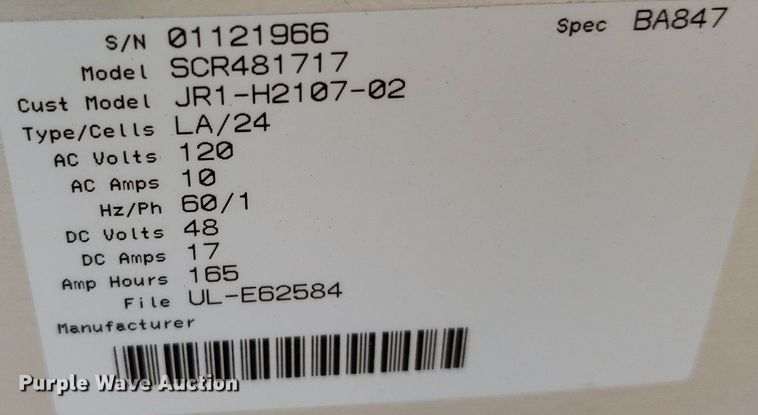 S/N 01121966 Spec BA847
Model SCR481717
Cust Model JR1-H2107-02
Type/Cells LA/24
AC Volts 120
AC Amps 10
Hz/Ph 60/1
DC Volts 48
DC Amps 17
Amp Hours 165
File UL-E62584
Manufacturer
Purple Wave Auction